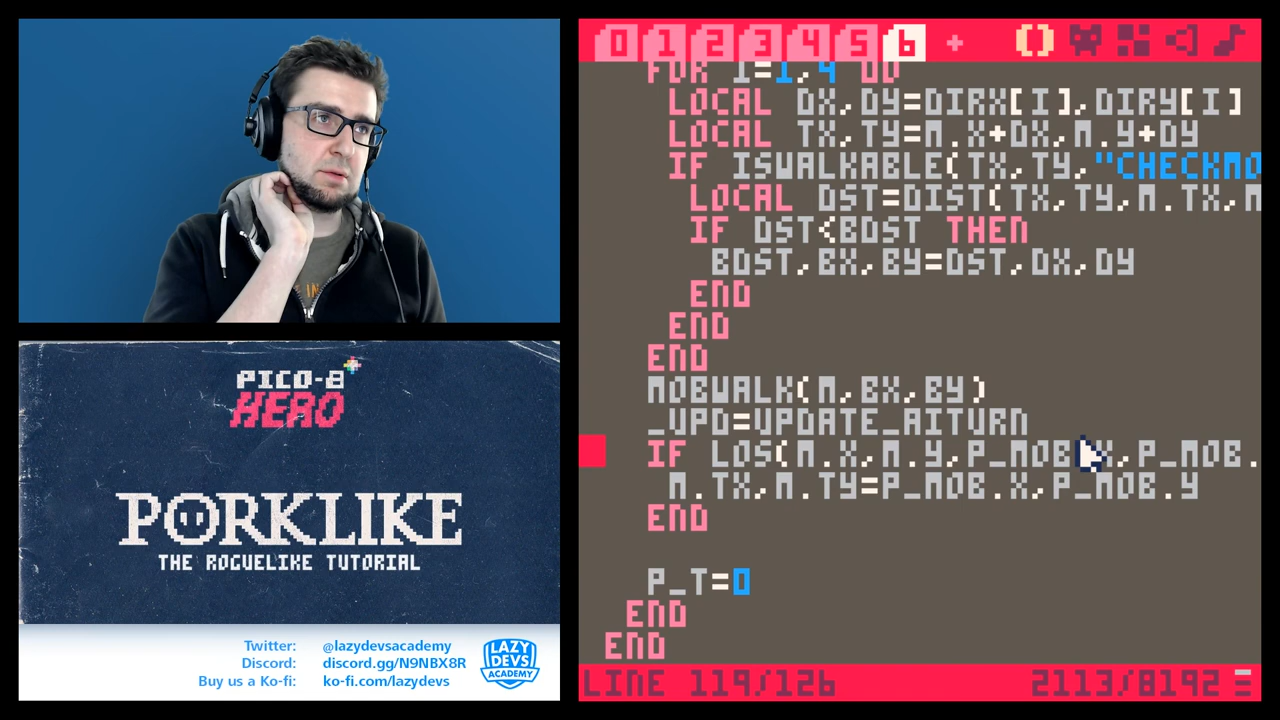 0 1 2 3 4 5 6 +
FOR I=1,4 DO
LOCAL DX,DY=DIRX[I],DIRY[I]
LOCAL TX,TY=M.X+DX,M.Y+DY
IF ISWALKABLE(TX,TY,"CHECKMO
LOCAL DST=DIST(TX,TY,M.TX,M
IF DST<BDST THEN
BDST,BX,BY=DST,DX,DY
END
END
END
MOBWALK(M,BX,BY)
_UPD=UPDATE_AITURN
IF LOS(M.X,M.Y,P_MOB.X,P_MOB.
M.TX,M.TY=P_MOB.X,P_MOB.Y
END
P_T=0
END
END
LINE 119/126 2113/8192
PICO-8
HERO
PORKLIKE
THE ROGUELIKE TUTORIAL
Twitter: @lazydevsacademy
Discord: discord.gg/N9NBX8R
Buy us a Ko-fi: ko-fi.com/lazydevs
LAZY
DEVS
ACADEMY